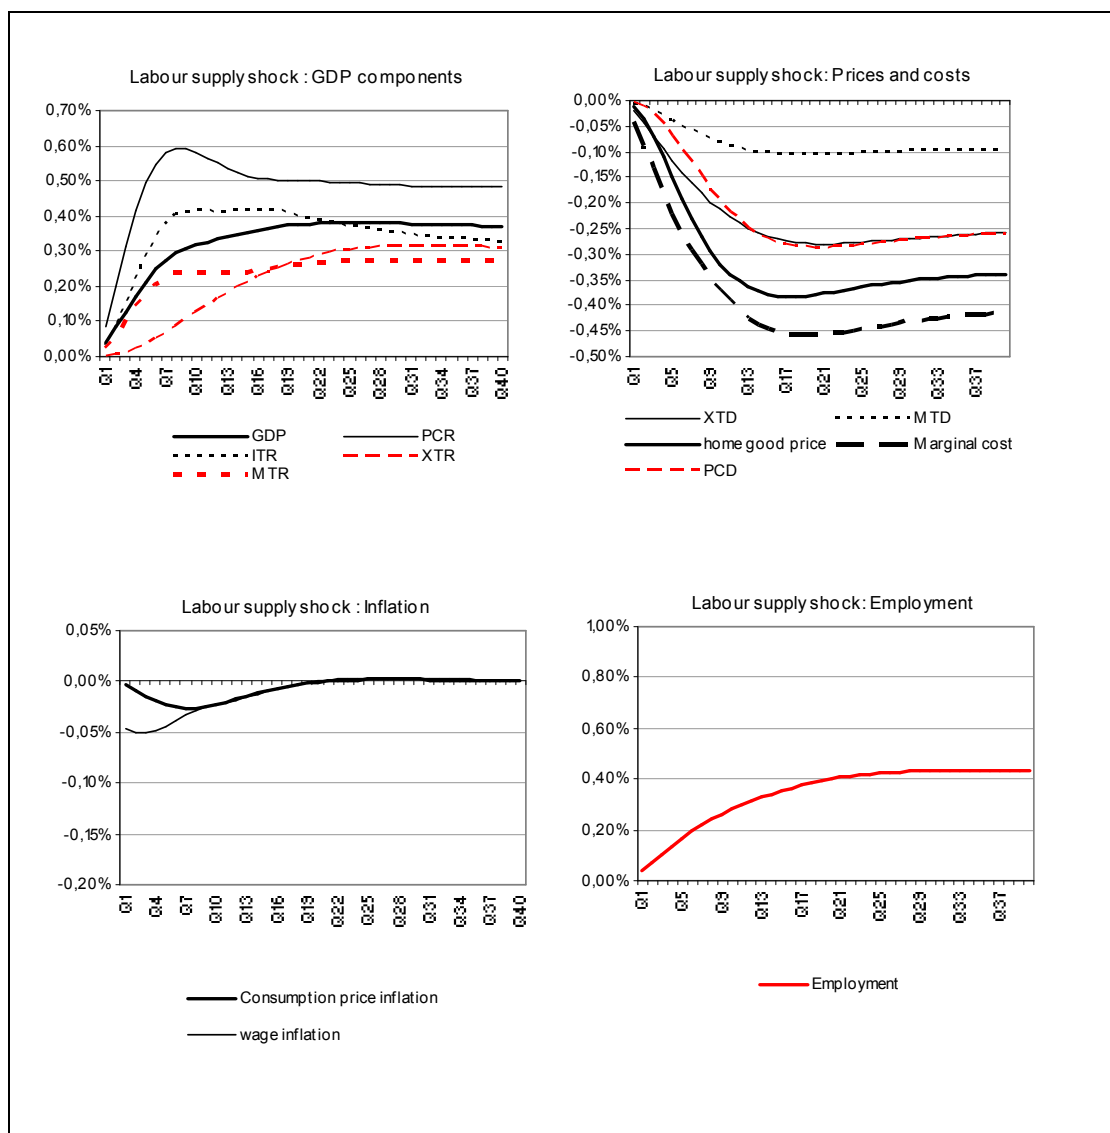 Labour supply shock : GDP components
0,70%
0,60%
0,50%
0,40%
0,30%
0,20%
0,10%
0,00%
Q1 Q4 Q7 Q10 Q13 Q16 Q19 Q22 Q25 Q28 Q31 Q34 Q37 Q40
GDP PCR
ITR XTR
MTR
Labour supply shock: Prices and costs
0,00%
-0,05%
-0,10%
-0,15%
-0,20%
-0,25%
-0,30%
-0,35%
-0,40%
-0,45%
-0,50%
Q1 Q5 Q9 Q13 Q17 Q21 Q25 Q29 Q33 Q37
XTD MTD
home good price Marginal cost
PCD
Labour supply shock : Inflation
0,05%
0,00%
-0,05%
-0,10%
-0,15%
-0,20%
Q1 Q4 Q7 Q10 Q13 Q16 Q19 Q22 Q25 Q28 Q31 Q34 Q37 Q40
Consumption price inflation
wage inflation
Labour supply shock: Employment
1,00%
0,80%
0,60%
0,40%
0,20%
0,00%
Q1 Q5 Q9 Q13 Q17 Q21 Q25 Q29 Q33 Q37
Employment